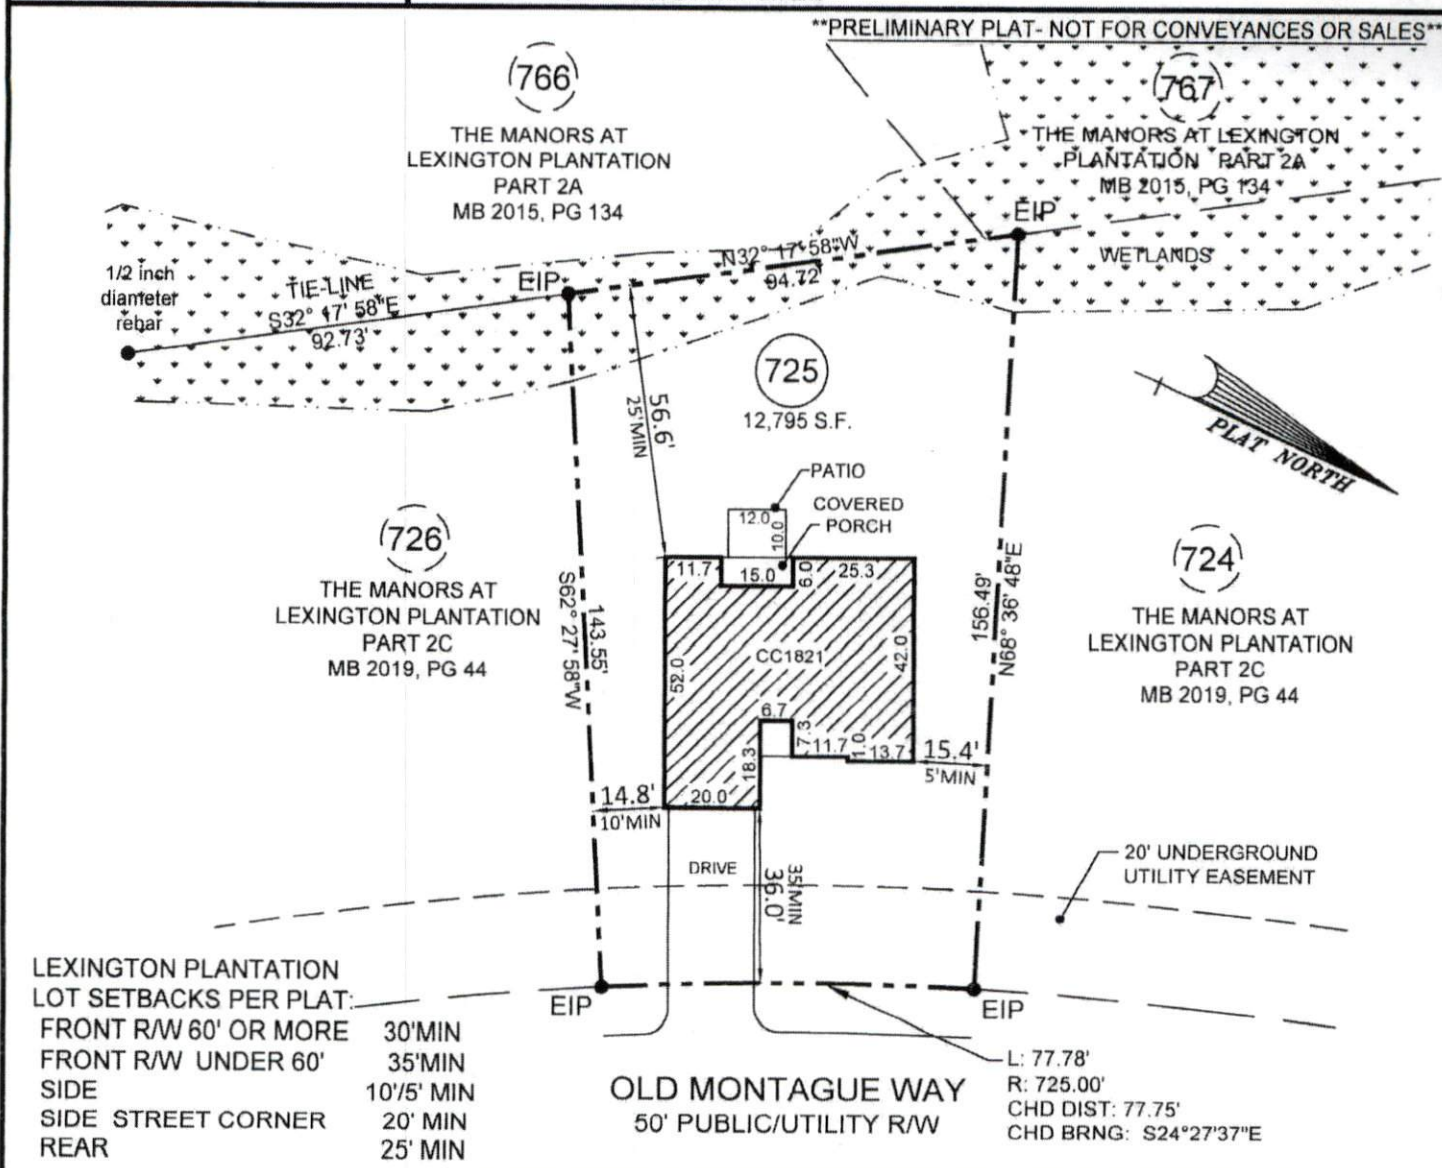 **PRELIMINARY PLAT- NOT FOR CONVEYANCES OR SALES**
766
THE MANORS AT
LEXINGTON PLANTATION
PART 2A
MB 2015, PG 134
767
THE MANORS AT LEXINGTON
PLANTATION PART 2A
MB 2015, PG 134
EIP
WETLANDS
1/2 inch
diameter
rebar
TIE-LINE
S32° 17' 58"E
92.73'
EIP
N32° 17' 58"W
94.72'
725
12,795 S.F.
56.6'
25'MIN
PLAT NORTH
PATIO
COVERED
PORCH
12.0
10.0
11.7
15.0
6.0
25.3
726
THE MANORS AT
LEXINGTON PLANTATION
PART 2C
MB 2019, PG 44
143.55'
S62° 27' 58"W
52.0
CC1821
42.0
156.49'
N68° 36' 48"E
724
THE MANORS AT
LEXINGTON PLANTATION
PART 2C
MB 2019, PG 44
6.7
7.3
11.7
1.0
13.7
18.3
20.0
15.4'
5'MIN
14.8'
10'MIN
DRIVE
35'MIN
36.0'
20' UNDERGROUND
UTILITY EASEMENT
EIP
EIP
LEXINGTON PLANTATION
LOT SETBACKS PER PLAT:
FRONT R/W 60' OR MORE 30'MIN
FRONT R/W UNDER 60' 35'MIN
SIDE 10'/5' MIN
SIDE STREET CORNER 20' MIN
REAR 25' MIN
OLD MONTAGUE WAY
50' PUBLIC/UTILITY R/W
L: 77.78'
R: 725.00'
CHD DIST: 77.75'
CHD BRNG: S24°27'37"E